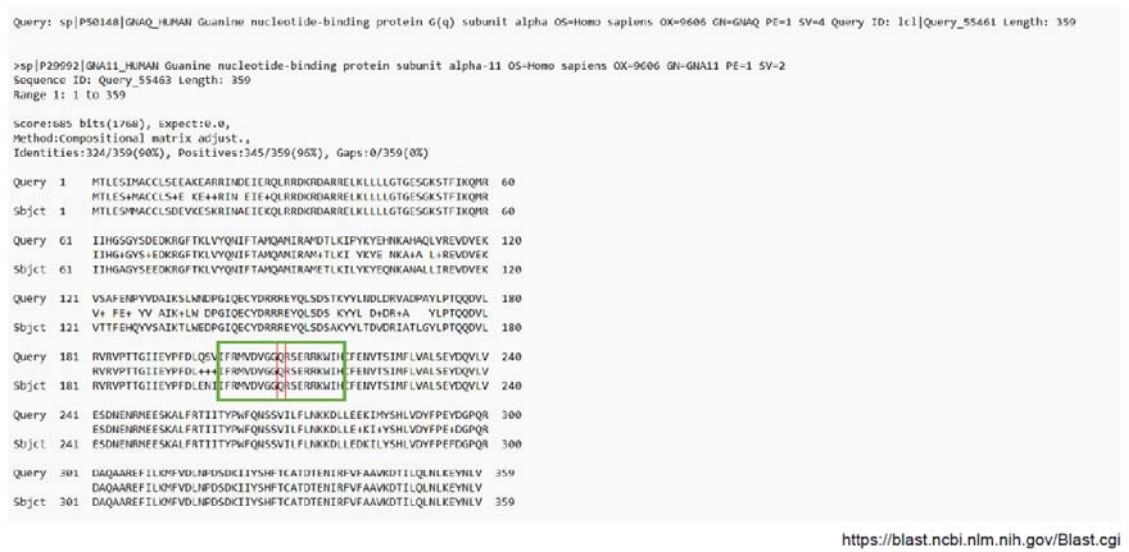 Query: sp|P50148|GNAQ_HUMAN Guanine nucleotide-binding protein G(q) subunit alpha OS=Homo sapiens OX=9606 GN=GNAQ PE=1 SV=4 Query ID: lcl|Query_55461 Length: 359
>sp|P29992|GNA11_HUMAN Guanine nucleotide-binding protein subunit alpha-11 OS=Homo sapiens OX=9606 GN=GNA11 PE=1 SV=2
Sequence ID: Query_55463 Length: 359
Range 1: 1 to 359
Score:685 bits(1768), Expect:0.0,
Method:Compositional matrix adjust.,
Identities:324/359(90%), Positives:345/359(96%), Gaps:0/359(0%)
Query 1 MTLESIMACCLSEEAKEARRINDEIERQLRRDKRDARRELKLLLLGTGESGKSTFIKQMR 60
MTLES+MACCLS+E KE++RIN EIE+QLRRDKRDARRELKLLLLGTGESGKSTFIKQMR
Sbjct 1 MTLESMMACCLSDEVKESKRINAEIEKQLRRDKRDARRELKLLLLGTGESGKSTFIKQMR 60
Query 61 IIHGSGYSDEDKRGFTKLVYQNIFTAMQAMIRAMDTLKIPYKYEHNKAHAQLVREVDVEK 120
IIHG+GYS+EDKRGFTKLVYQNIFTAMQAMIRAM+TLKI YKYE NKA+A L+REVDVEK
Sbjct 61 IIHGAGYSEEDKRGFTKLVYQNIFTAMQAMIRAMETLKILYKYEQNKANALLIREVDVEK 120
Query 121 VSAFENPYVDAIKSLWNDPGIQECYDRRREYQLSDSTKYYLNDLDRVADPAYLPTQQDVL 180
V+ FE+ YV AIK+LW DPGIQECYDRRREYQLSDS KYYL D+DR+A YLPTQQDVL
Sbjct 121 VTTFEHQYVSAIKTLWEDPGIQECYDRRREYQLSDSAKYYLTDVDRIATLGYLPTQQDVL 180
Query 181 RVRVPTTGIIEYPFDLQSVIFRMVDVGGQRSERRKWIHCFENVTSIMFLVALSEYDQVLV 240
RVRVPTTGIIEYPFDL+++IFRMVDVGGQRSERRKWIHCFENVTSIMFLVALSEYDQVLV
Sbjct 181 RVRVPTTGIIEYPFDLENIIFRMVDVGGQRSERRKWIHCFENVTSIMFLVALSEYDQVLV 240
Query 241 ESDNENRMEESKALFRTIITYPWFQNSSVILFLNKKDLLEEKIMYSHLVDYFPEYDGPQR 300
ESDNENRMEESKALFRTIITYPWFQNSSVILFLNKKDLLE+KI+YSHLVDYFPE+DGPQR
Sbjct 241 ESDNENRMEESKALFRTIITYPWFQNSSVILFLNKKDLLEDKILYSHLVDYFPEFDGPQR 300
Query 301 DAQAAREFILKMFVDLNPDSDKIIYSHFTCATDTENIRFVFAAVKDTILQLNLKEYNLV 359
DAQAAREFILKMFVDLNPDSDKIIYSHFTCATDTENIRFVFAAVKDTILQLNLKEYNLV
Sbjct 301 DAQAAREFILKMFVDLNPDSDKIIYSHFTCATDTENIRFVFAAVKDTILQLNLKEYNLV 359
https://blast.ncbi.nlm.nih.gov/Blast.cgi